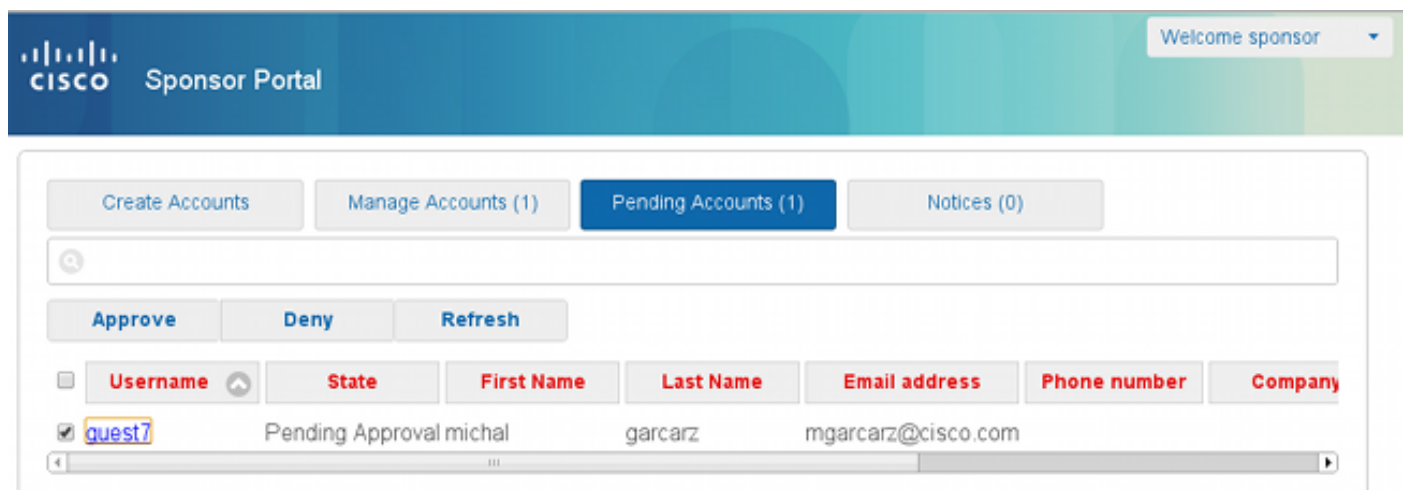 Welcome sponsor
CISCO Sponsor Portal
Create Accounts Manage Accounts (1) Pending Accounts (1) Notices (0)
Approve Deny Refresh
Username State First Name Last Name Email address Phone number Company
guest7 Pending Approval michal garcarz mgarcarz@cisco.com